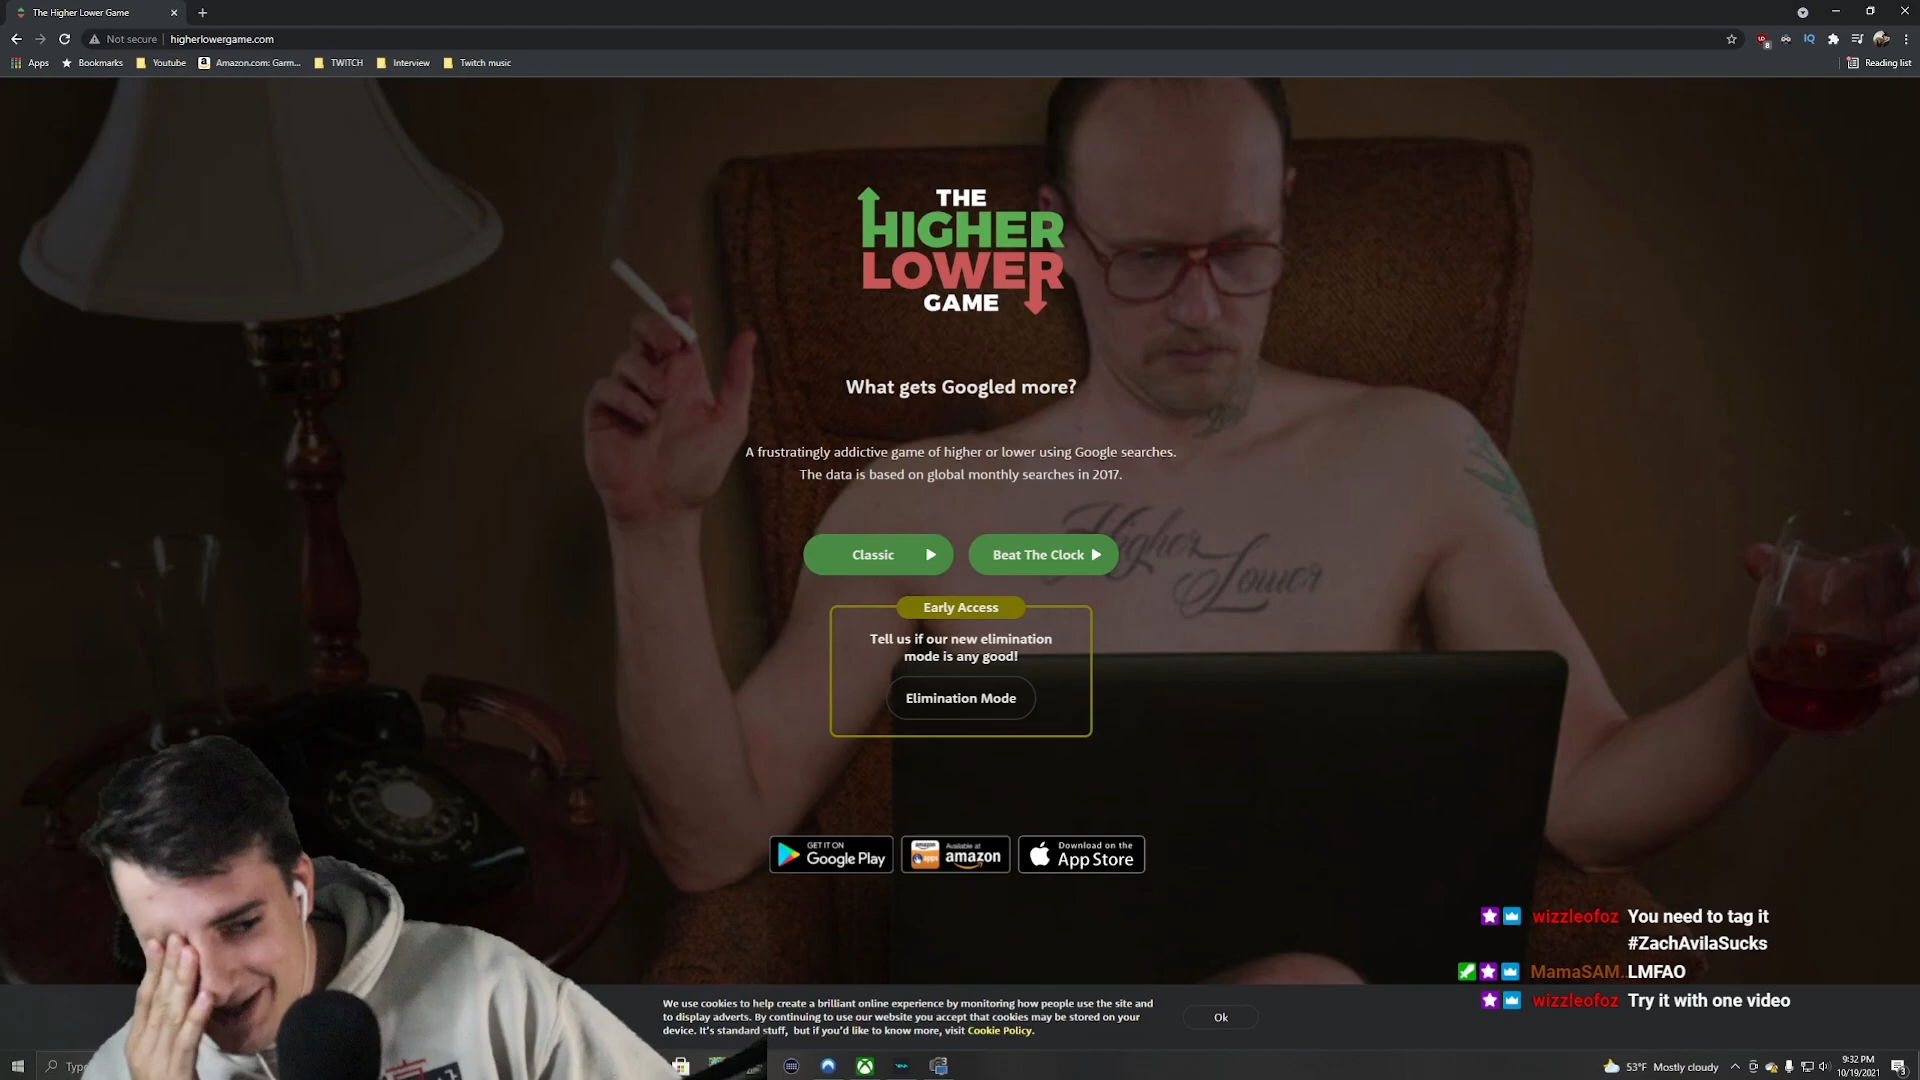 The Higher Lower Game
Not secure
higherlowergame.com
Apps
Bookmarks
Youtube
Amazon.com: Garm...
TWITCH
Interview
Twitch music
Reading list
THE
HIGHER
LOWER
GAME
What gets Googled more?
A frustratingly addictive game of higher or lower using Google searches.
The data is based on global monthly searches in 2017.
Classic
Beat The Clock
Higher
Lower
Early Access
Tell us if our new elimination
mode is any good!
Elimination Mode
GET IT ON
Google Play
Available at
amazon
Download on the
App Store
wizzleofoz You need to tag it
#ZachAvilaSucks
MamaSAM.. LMFAO
wizzleofoz Try it with one video
We use cookies to help create a brilliant online experience by monitoring how people use the site and
to display adverts. By continuing to use our website you accept that cookies may be stored on your
device. It's standard stuff, but if you'd like to know more, visit Cookie Policy.
Ok
Type
53°F Mostly cloudy
9:32 PM
10/19/2021